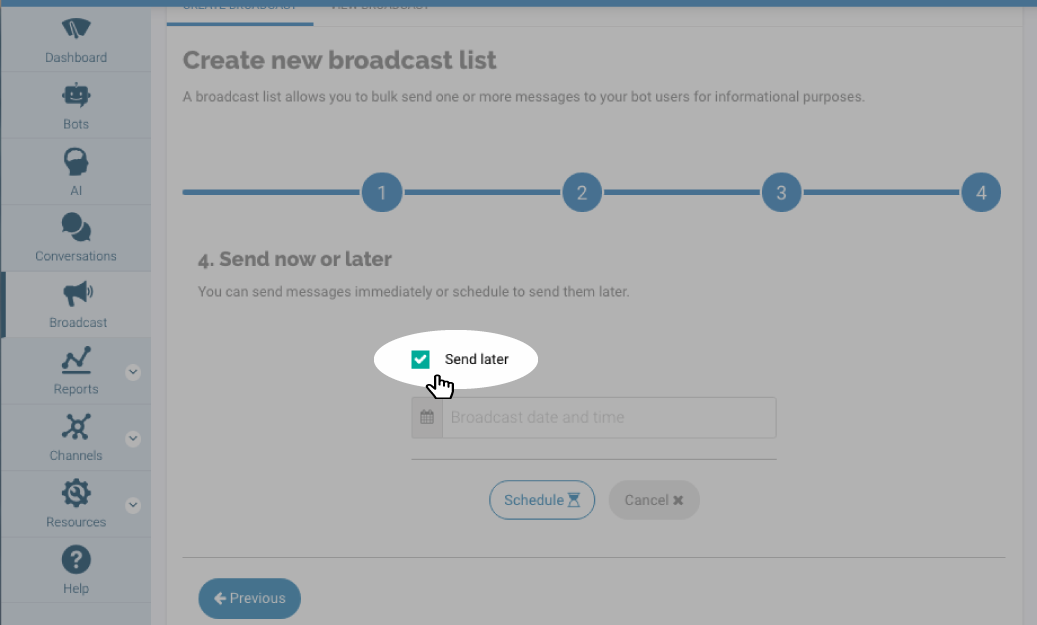 CREATE BROADCAST VIEW BROADCAST
Dashboard
Bots
AI
Conversations
Broadcast
Reports
Channels
Resources
Help
Create new broadcast list
A broadcast list allows you to bulk send one or more messages to your bot users for informational purposes.
1 2 3 4
4. Send now or later
You can send messages immediately or schedule to send them later.
Send later
Broadcast date and time
Schedule Cancel
Previous